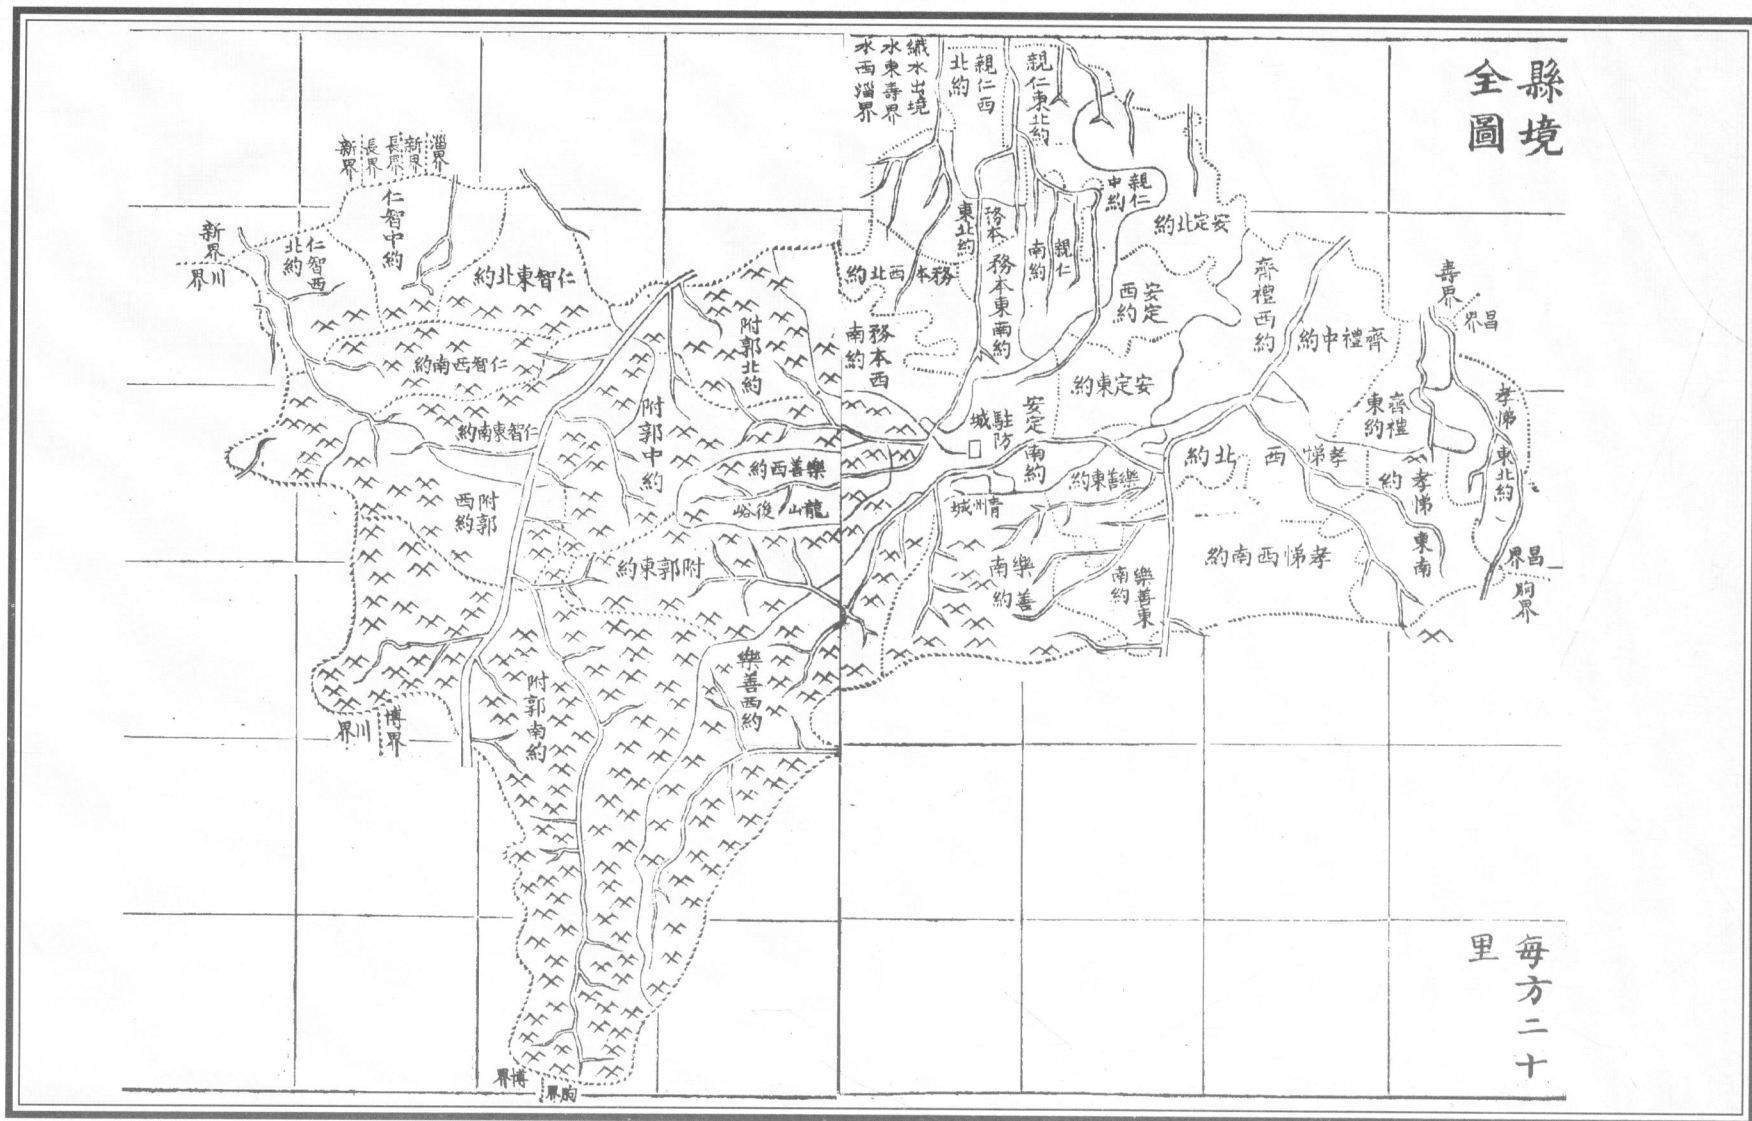 縣境
全圖
每方二十
里
織水出境
水東壽界
水西淄界
親仁西
北約
親仁東北約
親仁
中約
安定北約
務本
東北約
親仁
南約
務本西北約
務本東南約
安定
西約
齊禮西約
壽界
昌界
齊禮中約
務本西
南約
安定東約
孝悌東北約
齊禮
東約
駐防
城
安定南約
孝悌西北約
樂善東約
孝悌東南
約
青州城
孝悌西南約
昌界
朐界
樂善
南約
樂善東
南約
淄界
新界
長界
長界
新界
仁智中約
新界
川界
仁智西
北約
仁智東北約
附郭北約
仁智西南約
附郭中約
仁智東南約
樂善西約
附郭
西約
龍山後峪
附郭東約
樂善西約
附郭南約
博界
川界
博界
朐界